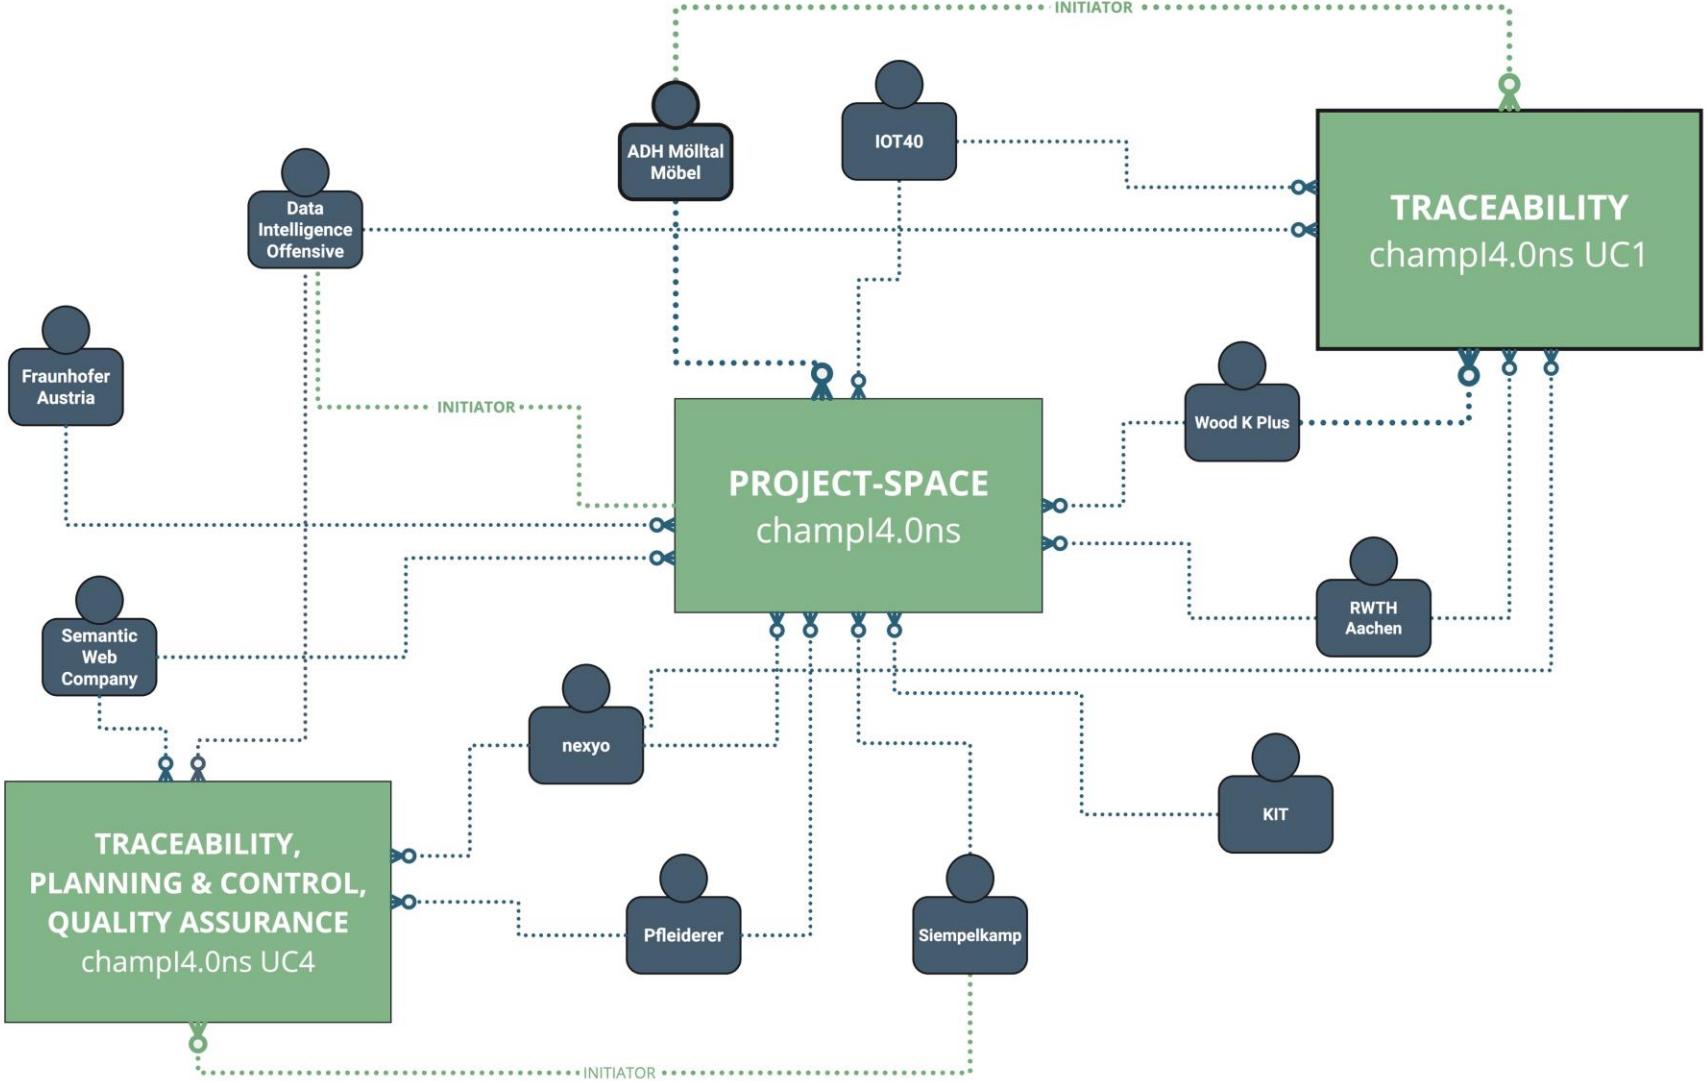 INITIATOR
IOT40
ADH Mölltal
Möbel
Data
Intelligence
Offensive
TRACEABILITY
champI4.0ns UC1
Fraunhofer
Austria
INITIATOR
Wood K Plus
PROJECT-SPACE
champI4.0ns
RWTH
Aachen
Semantic
Web
Company
nexyo
KIT
TRACEABILITY,
PLANNING & CONTROL,
QUALITY ASSURANCE
champI4.0ns UC4
Pfleiderer
Siempelkamp
INITIATOR